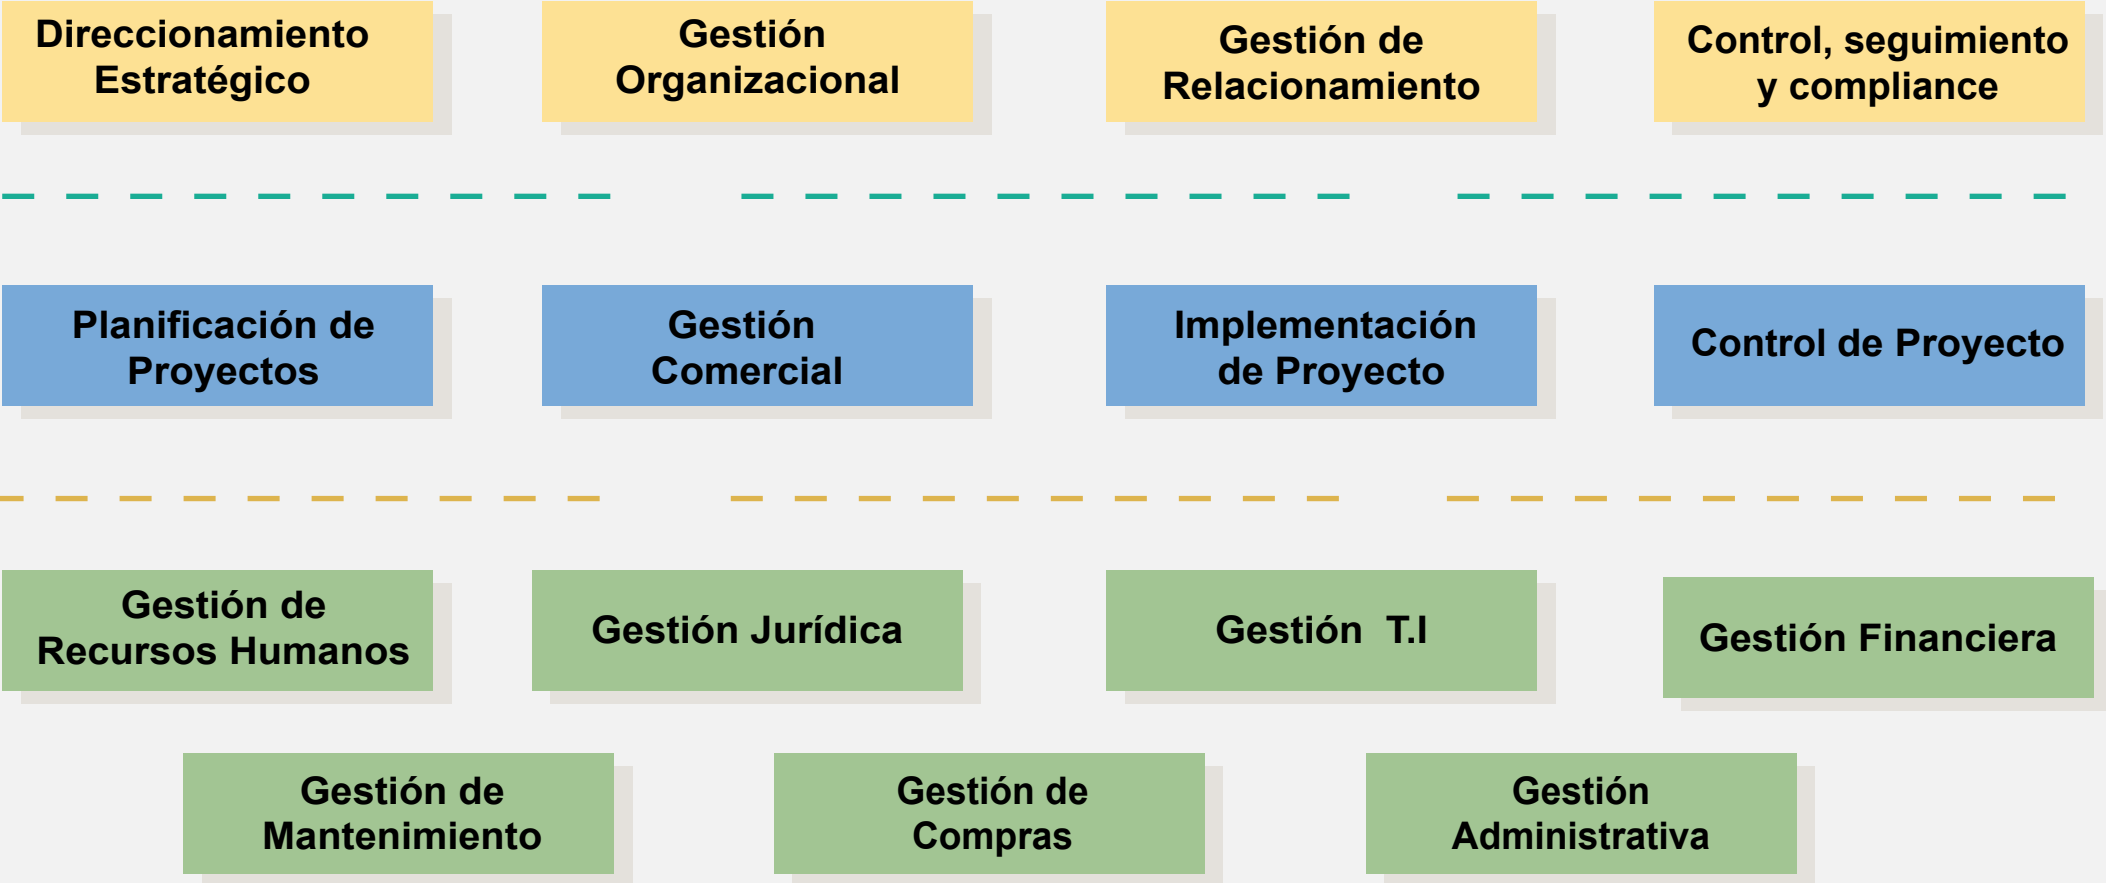 Direccionamiento
Estratégico
Gestión
Organizacional
Gestión de
Relacionamiento
Control, seguimiento
y compliance
Planificación de
Proyectos
Gestión
Comercial
Implementación
de Proyecto
Control de Proyecto
Gestión de
Recursos Humanos
Gestión Jurídica
Gestión T.I
Gestión Financiera
Gestión de
Mantenimiento
Gestión de
Compras
Gestión
Administrativa